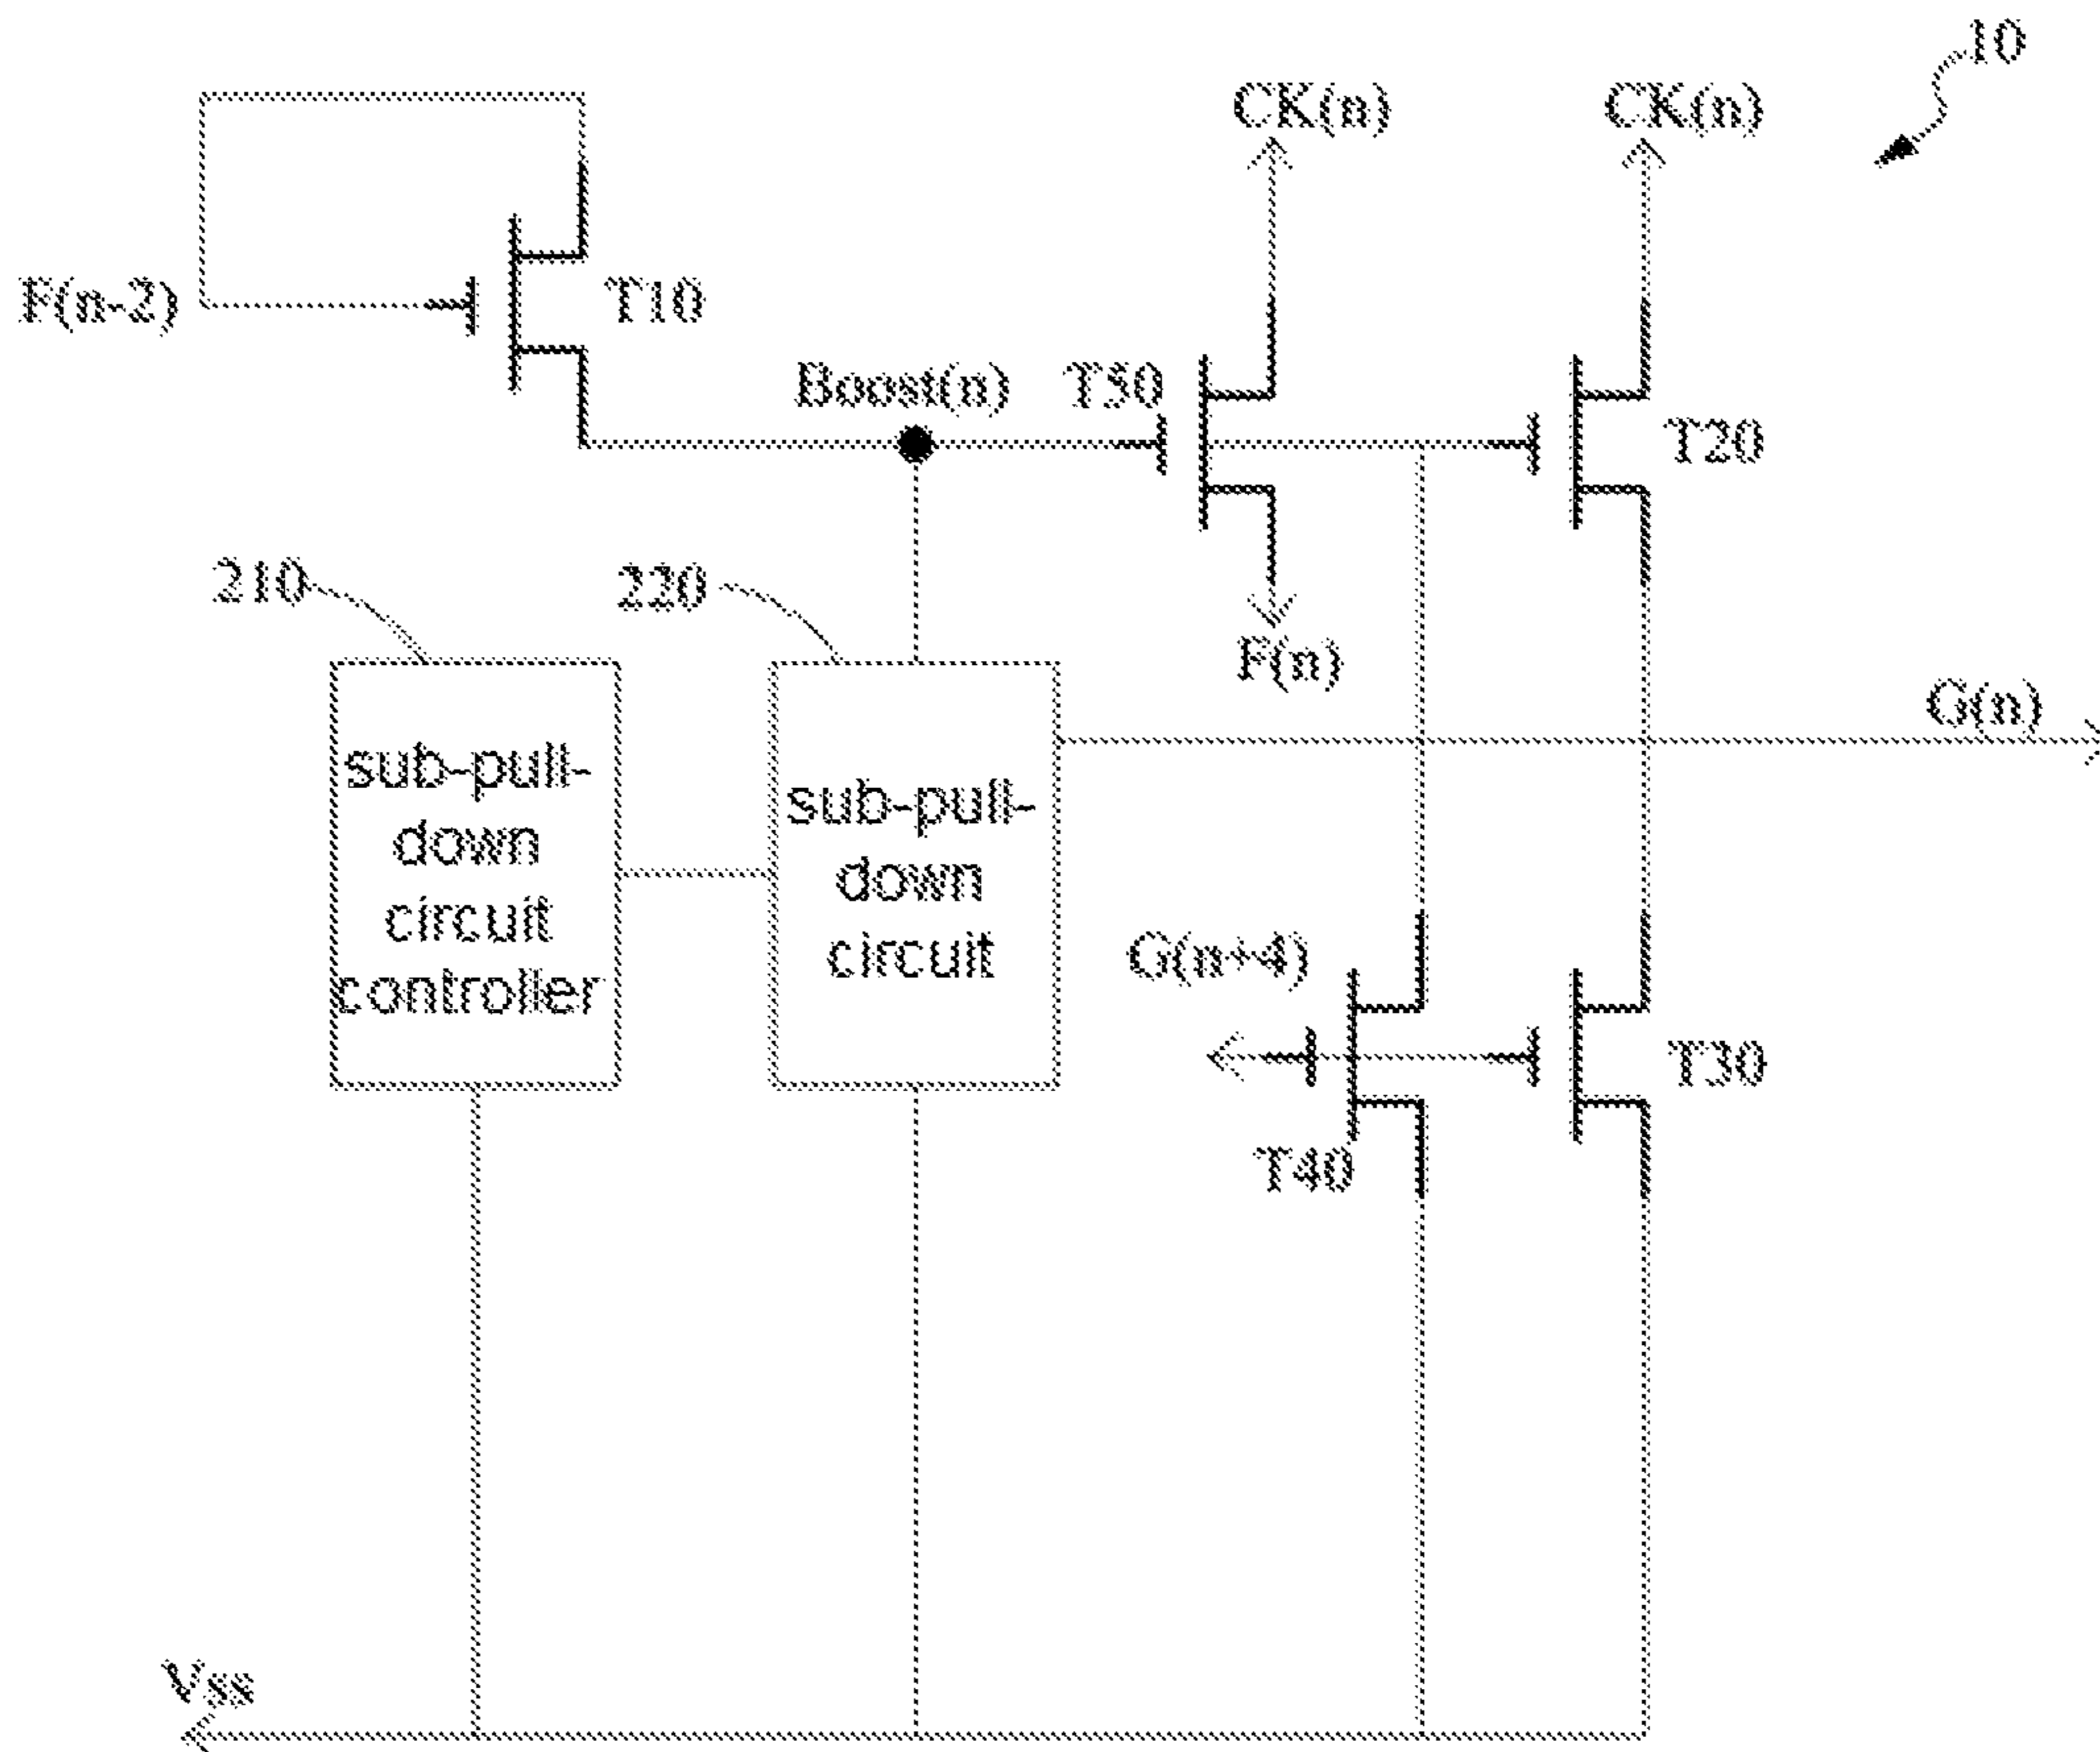 10
CK(n) CK(n)
F(n-2) T10
Boost(n) T50
T20
210 220
F(n)
G(n)
sub-pull-
down
circuit
controller
sub-pull-
down
circuit
G(n+4)
T30
T40
Vss